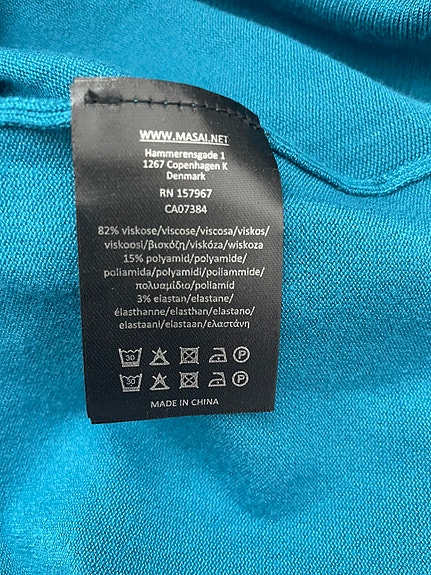 WWW.MASAI.NET
Hammerensgade 1
1267 Copenhagen K
Denmark
RN 157967
CA07384
82% viskose/viscose/viscosa/viskos/
viskoosi/βισκόζη/viskóza/wiskoza
15% polyamid/polyamide/
poliamida/polyamidi/poliammide/
πολυαμίδιο/poliamid
3% elastan/elastane/
élasthanne/elasthan/elastano/
elastaani/elastaan/ελαστάνη
30 P
30 P
MADE IN CHINA